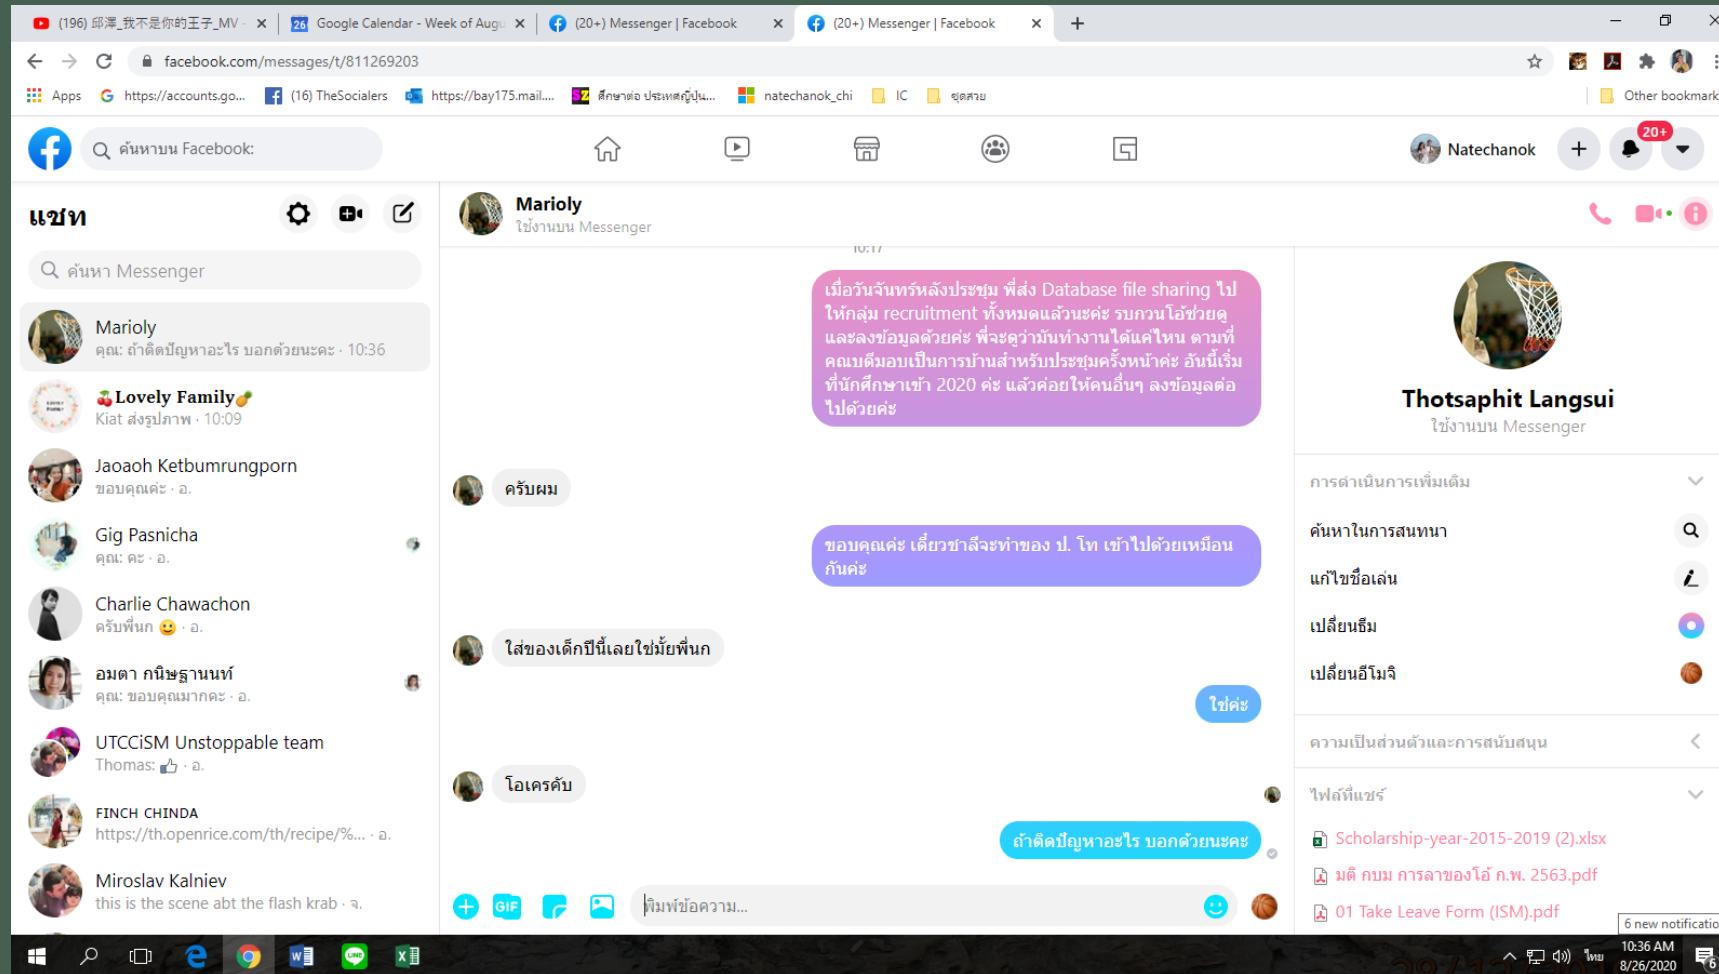 (196) 邱澤_我不是你的王子_MV -
Google Calendar - Week of Augu
(20+) Messenger | Facebook
(20+) Messenger | Facebook
facebook.com/messages/t/811269203
Apps
https://accounts.go...
(16) TheSocialers
https://bay175.mail....
ศึกษาต่อ ประเทศญี่ปุ่น...
natechanok_chi
IC
ชุดสวย
Other bookmark
ค้นหาบน Facebook:
Natechanok
20+
แชท
ค้นหา Messenger
Marioly
คุณ: ถ้าติดปัญหาอะไร บอกด้วยนะคะ · 10:36
🍒Lovely Family🍍
Kiat ส่งรูปภาพ · 10:09
Jaoaoh Ketbumrungporn
ขอบคุณค่ะ · อ.
Gig Pasnicha
คุณ: คะ · อ.
Charlie Chawachon
ครับพี่นก 🙂 · อ.
อมตา กนิษฐานนท์
คุณ: ขอบคุณมากคะ · อ.
UTCCiSM Unstoppable team
Thomas: 👍 · อ.
FINCH CHINDA
https://th.openrice.com/th/recipe/%... · อ.
Miroslav Kalniev
this is the scene abt the flash krab · จ.
Marioly
ใช้งานบน Messenger
10:17
เมื่อวันจันทร์หลังประชุม พี่ส่ง Database file sharing ไป
ให้กลุ่ม recruitment ทั้งหมดแล้วนะค่ะ รบกวนโอ้ช่วยดู
และลงข้อมูลด้วยค่ะ พี่จะดูว่ามันทำงานได้แค่ไหน ตามที่
คณบดีมอบเป็นการบ้านสำหรับประชุมครั้งหน้าค่ะ อันนี้เริ่ม
ที่นักศึกษาเข้า 2020 ค่ะ แล้วค่อยให้คนอื่นๆ ลงข้อมูลต่อ
ไปด้วยค่ะ
ครับผม
ขอบคุณค่ะ เดี๋ยวชาลีจะทำของ ป. โท เข้าไปด้วยเหมือน
กันค่ะ
ใส่ของเด็กปีนี้เลยใช่มั้ยพี่นก
ใช่ค่ะ
โอเครคับ
ถ้าติดปัญหาอะไร บอกด้วยนะคะ
GIF
พิมพ์ข้อความ...
Thotsaphit Langsui
ใช้งานบน Messenger
การดำเนินการเพิ่มเติม
ค้นหาในการสนทนา
แก้ไขชื่อเล่น
เปลี่ยนธีม
เปลี่ยนอีโมจิ
ความเป็นส่วนตัวและการสนับสนุน
ไฟล์ที่แชร์
Scholarship-year-2015-2019 (2).xlsx
มติ กบม การลาของโอ้ ก.พ. 2563.pdf
01 Take Leave Form (ISM).pdf
6 new notificatio
ไทย
10:36 AM
8/26/2020
6